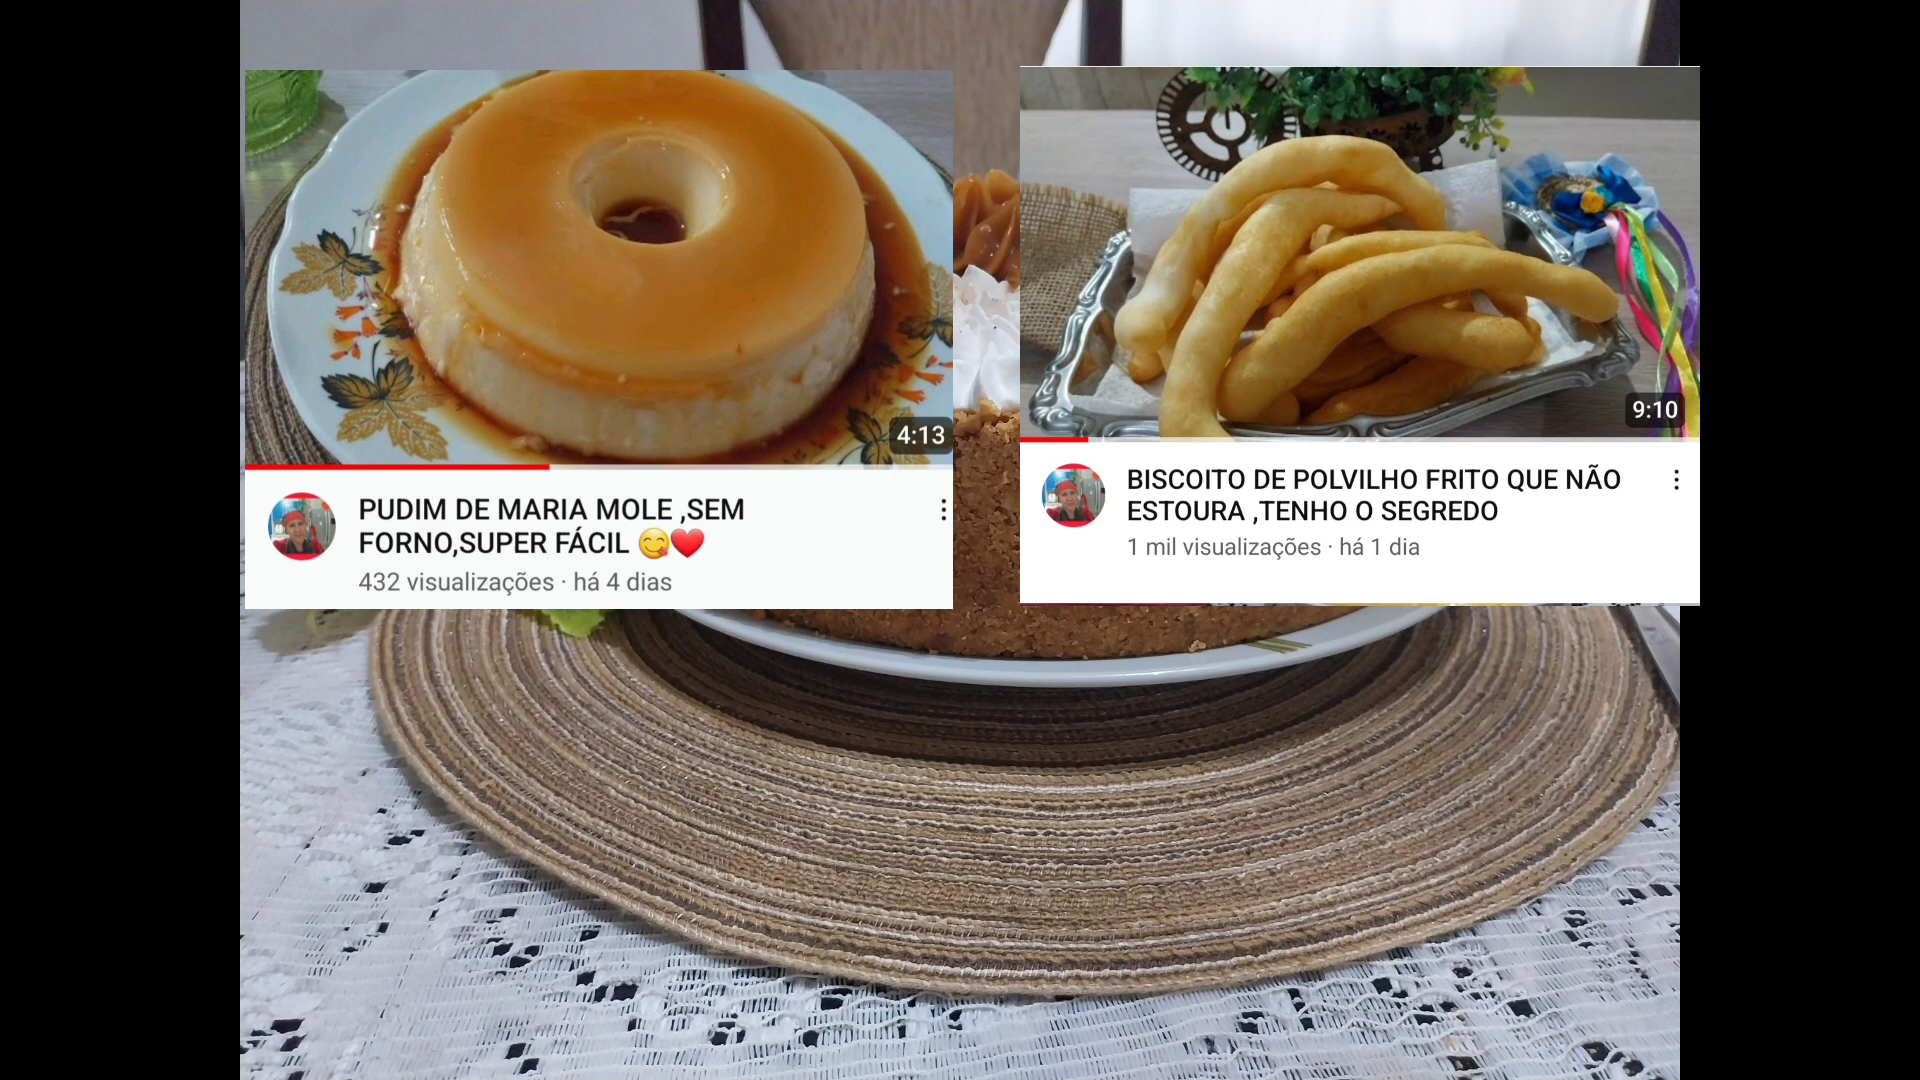 4:13
PUDIM DE MARIA MOLE ,SEM
FORNO,SUPER FÁCIL 😋❤️
432 visualizações · há 4 dias
9:10
BISCOITO DE POLVILHO FRITO QUE NÃO
ESTOURA ,TENHO O SEGREDO
1 mil visualizações · há 1 dia